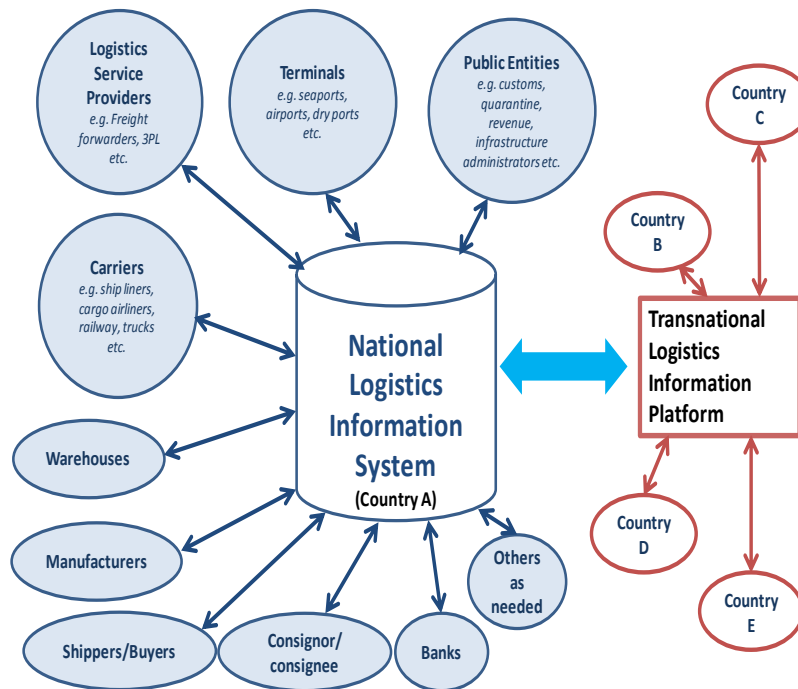 Logistics
Service
Providers
e.g. Freight
forwarders, 3PL
etc.
Terminals
e.g. seaports,
airports, dry ports
etc.
Public Entities
e.g. customs,
quarantine,
revenue,
infrastructure
administrators etc.
Country
C
Country
B
Carriers
e.g. ship liners,
cargo airliners,
railway, trucks
etc.
National
Logistics
Information
System
(Country A)
Transnational
Logistics
Information
Platform
Warehouses
Manufacturers
Shippers/Buyers
Consignor/
consignee
Banks
Others
as
needed
Country
D
Country
E